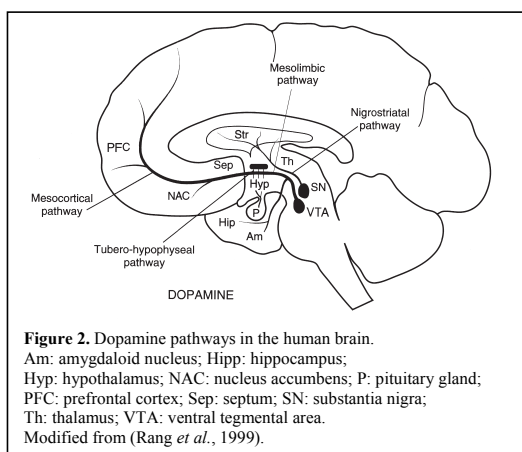 Mesolimbic
pathway
Nigrostriatal
pathway
Str
PFC
Sep
Th
Mesocortical
pathway
NAC
Hyp
SN
VTA
P
Tubero-hypophyseal
pathway
Hip
Am
DOPAMINE
Figure 2. Dopamine pathways in the human brain.
Am: amygdaloid nucleus; Hipp: hippocampus;
Hyp: hypothalamus; NAC: nucleus accumbens; P: pituitary gland;
PFC: prefrontal cortex; Sep: septum; SN: substantia nigra;
Th: thalamus; VTA: ventral tegmental area.
Modified from (Rang et al., 1999).